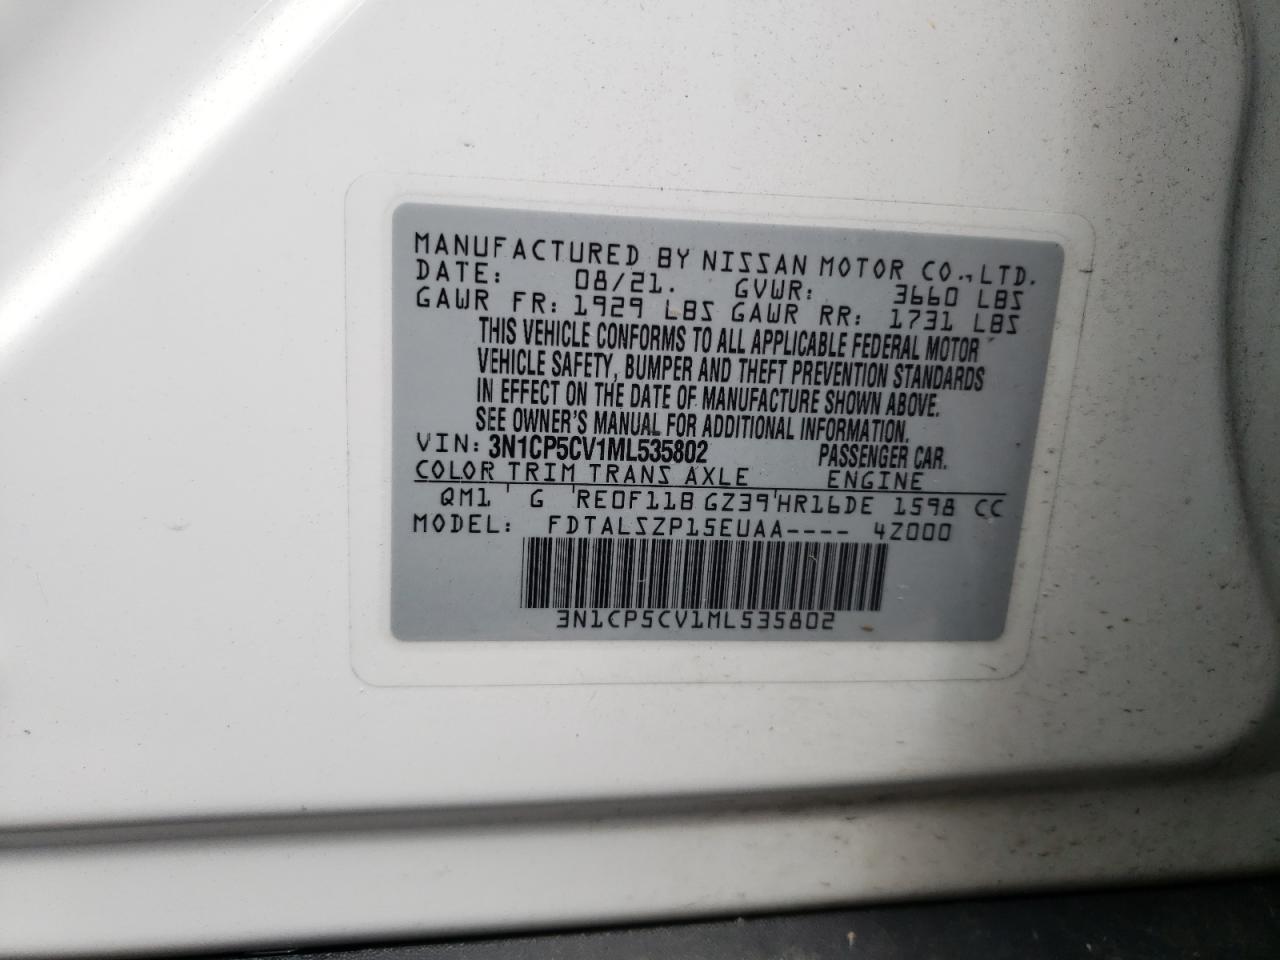 MANUFACTURED BY NISSAN MOTOR CO.,LTD.
DATE: 08/21. GVWR: 3660 LBS
GAWR FR: 1929 LBS GAWR RR: 1731 LBS
THIS VEHICLE CONFORMS TO ALL APPLICABLE FEDERAL MOTOR
VEHICLE SAFETY, BUMPER AND THEFT PREVENTION STANDARDS
IN EFFECT ON THE DATE OF MANUFACTURE SHOWN ABOVE.
SEE OWNER'S MANUAL FOR ADDITIONAL INFORMATION.
VIN: 3N1CP5CV1ML535802 PASSENGER CAR.
COLOR TRIM TRANS AXLE ENGINE
QM1 G RE0F11B GZ39 HR16DE 1598 CC
MODEL: FDTALSZP15EUAA---- 4Z000
3N1CP5CV1ML535802